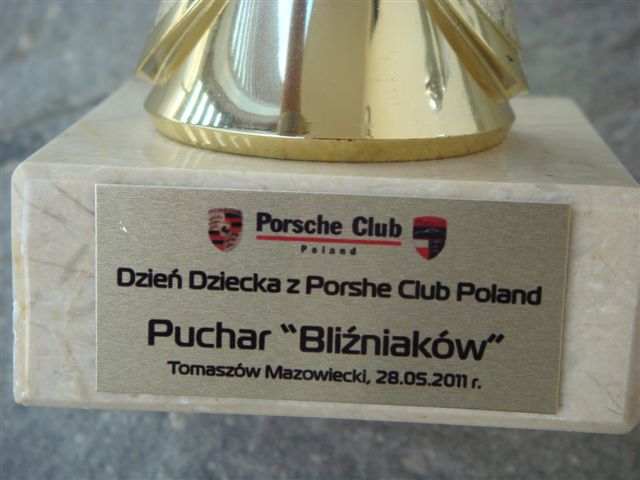 Porsche Club
Poland
Dzień Dziecka z Porshe Club Poland
Puchar "Bliźniaków"
Tomaszów Mazowiecki, 28.05.2011 r.